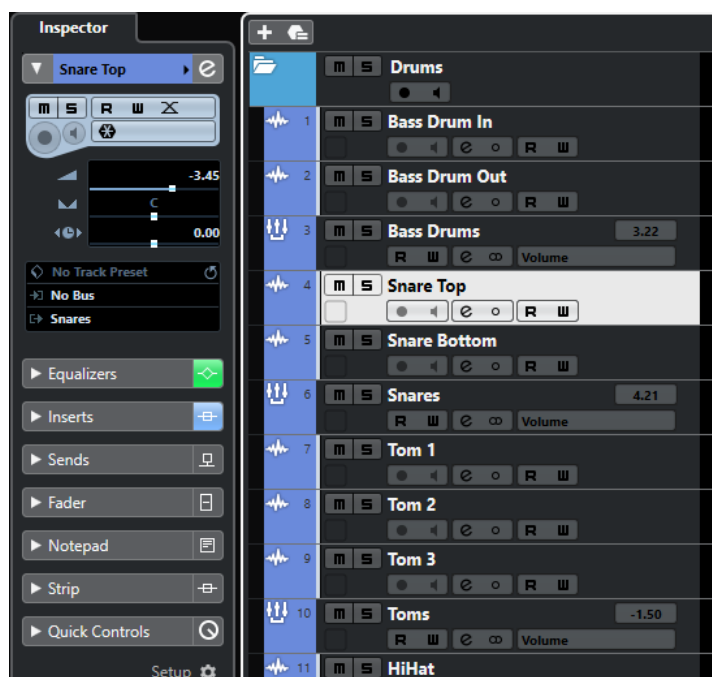 Inspector
Snare Top
m S R W
-3.45
C
0.00
No Track Preset
No Bus
Snares
Equalizers
Inserts
Sends
Fader
Notepad
Strip
Quick Controls
Setup
m S Drums
1 m S Bass Drum In
e R W
2 m S Bass Drum Out
e R W
3 m S Bass Drums 3.22
R W e Volume
4 m S Snare Top
e R W
5 m S Snare Bottom
e R W
6 m S Snares 4.21
R W e Volume
7 m S Tom 1
e R W
8 m S Tom 2
e R W
9 m S Tom 3
e R W
10 m S Toms -1.50
R W e Volume
11 m S HiHat